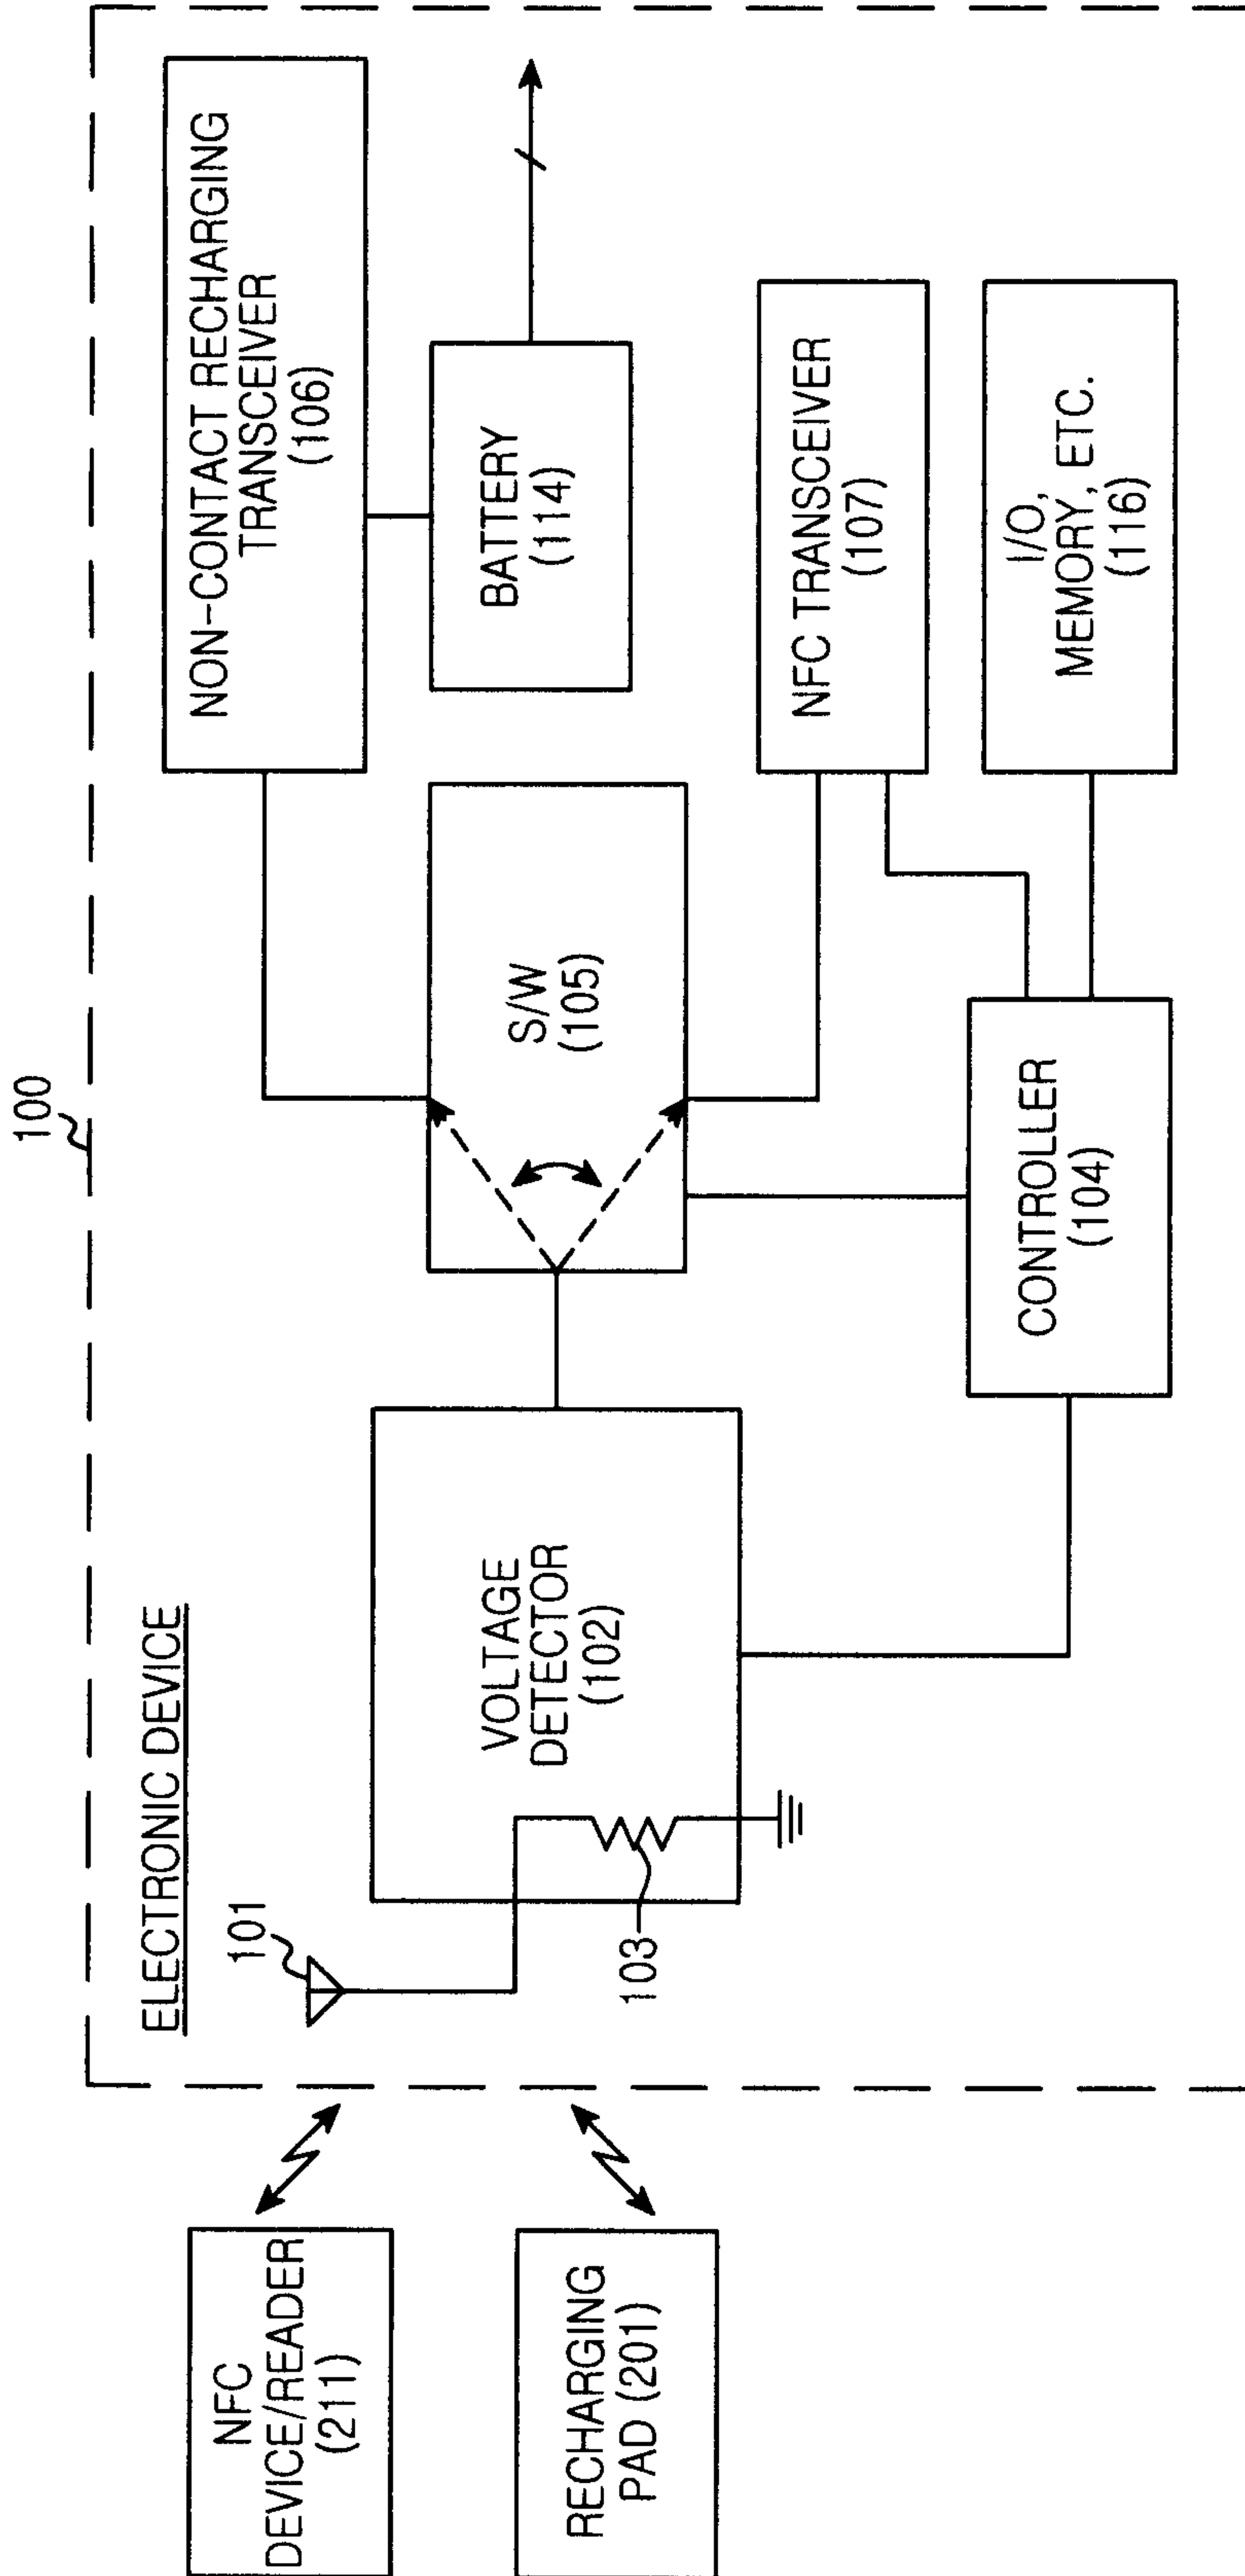 100
ELECTRONIC DEVICE
NFC
DEVICE/READER
(211)
RECHARGING
PAD (201)
101
103
VOLTAGE
DETECTOR
(102)
S/W
(105)
CONTROLLER
(104)
NON-CONTACT RECHARGING
TRANSCEIVER
(106)
BATTERY
(114)
NFC TRANSCEIVER
(107)
I/O,
MEMORY, ETC.
(116)